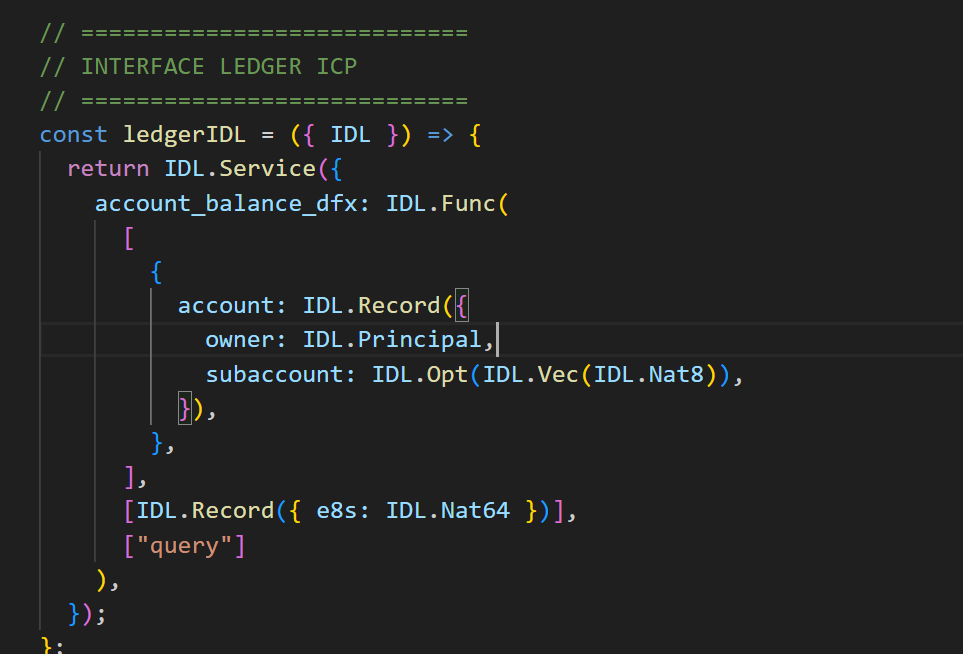 // ============================
// INTERFACE LEDGER ICP
// ============================
const ledgerIDL = ({ IDL }) => {
  return IDL.Service({
    account_balance_dfx: IDL.Func(
      [
        {
          account: IDL.Record({
            owner: IDL.Principal,
            subaccount: IDL.Opt(IDL.Vec(IDL.Nat8)),
          }),
        },
      ],
      [IDL.Record({ e8s: IDL.Nat64 })],
      ["query"]
    ),
  });
};